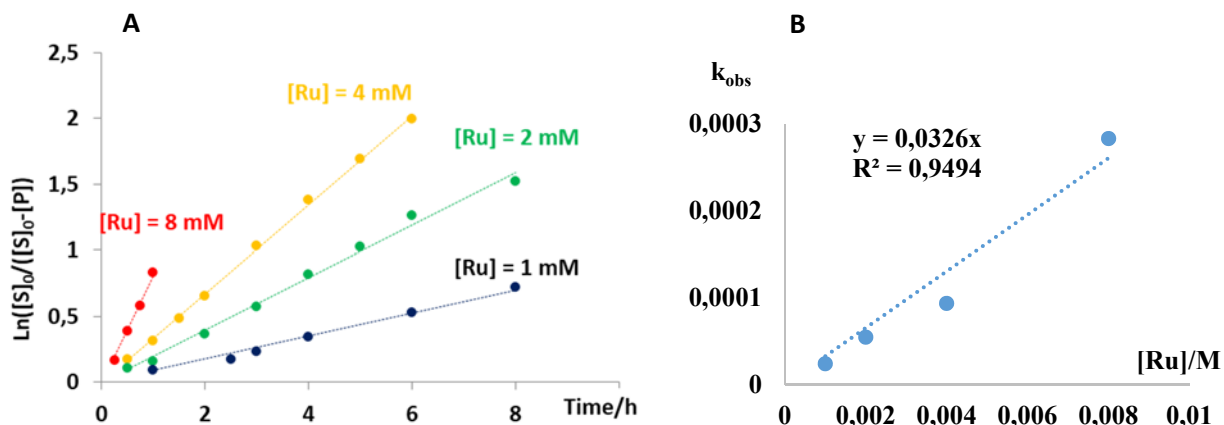 A
Ln([S]₀/([S]₀-[P])
2,5
2
1,5
1
0,5
0
[Ru] = 4 mM
[Ru] = 2 mM
[Ru] = 8 mM
[Ru] = 1 mM
0 2 4 6 8 Time/h
B
kobs
0,0003
0,0002
0,0001
0
y = 0,0326x
R² = 0,9494
[Ru]/M
0 0,002 0,004 0,006 0,008 0,01